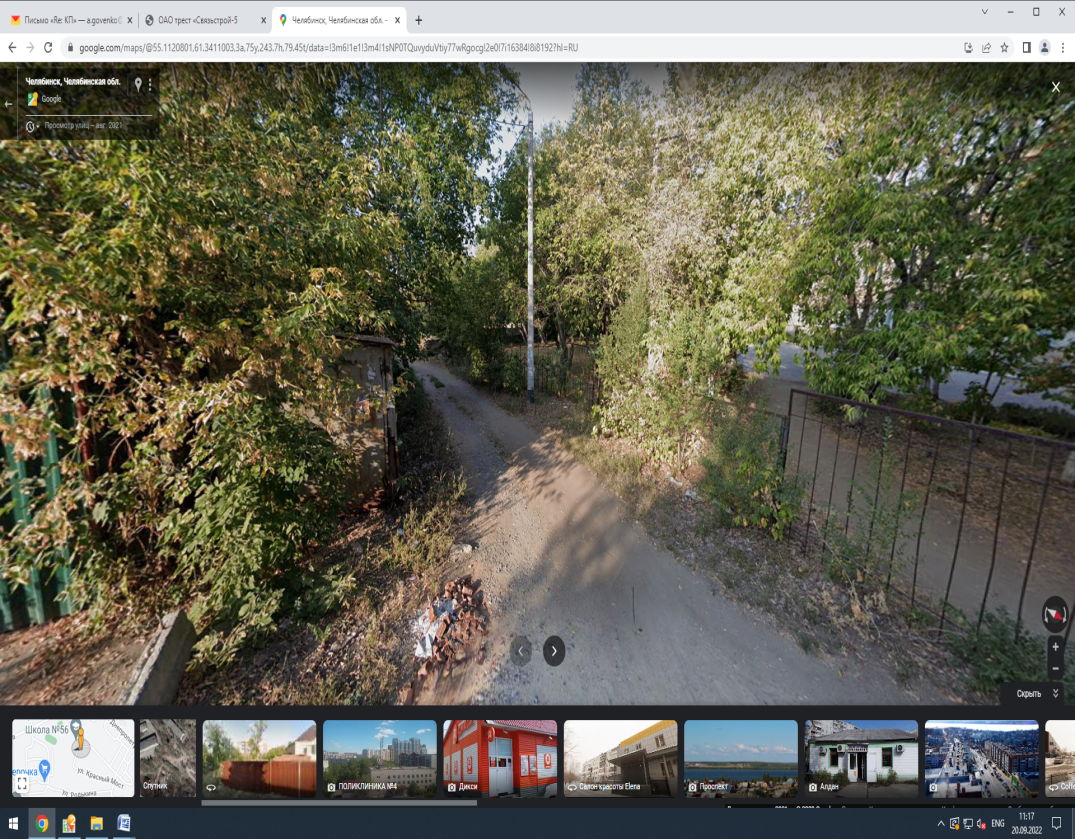 Письмо «Re: КП» — a.govenko
ОАО трест «Связьстрой-5
Челябинск, Челябинская обл. -
google.com/maps/@55.1120801,61.3411003,3a,75y,243.7h,79.45t/data=!3m6!1e1!3m4!1sNP0TQuvyduVtiy77wRgocg!2e0!7i16384!8i8192?hl=RU
Челябинск, Челябинская обл.
Google
Просмотр улиц – авг. 2021
Скрыть
Школа №56
ул. Красный Мост
Спутник
ПОЛИКЛИНИКА №4
Дикси
Салон красоты Elena
Проспект
Алдан
ENG
11:17
20.09.2022